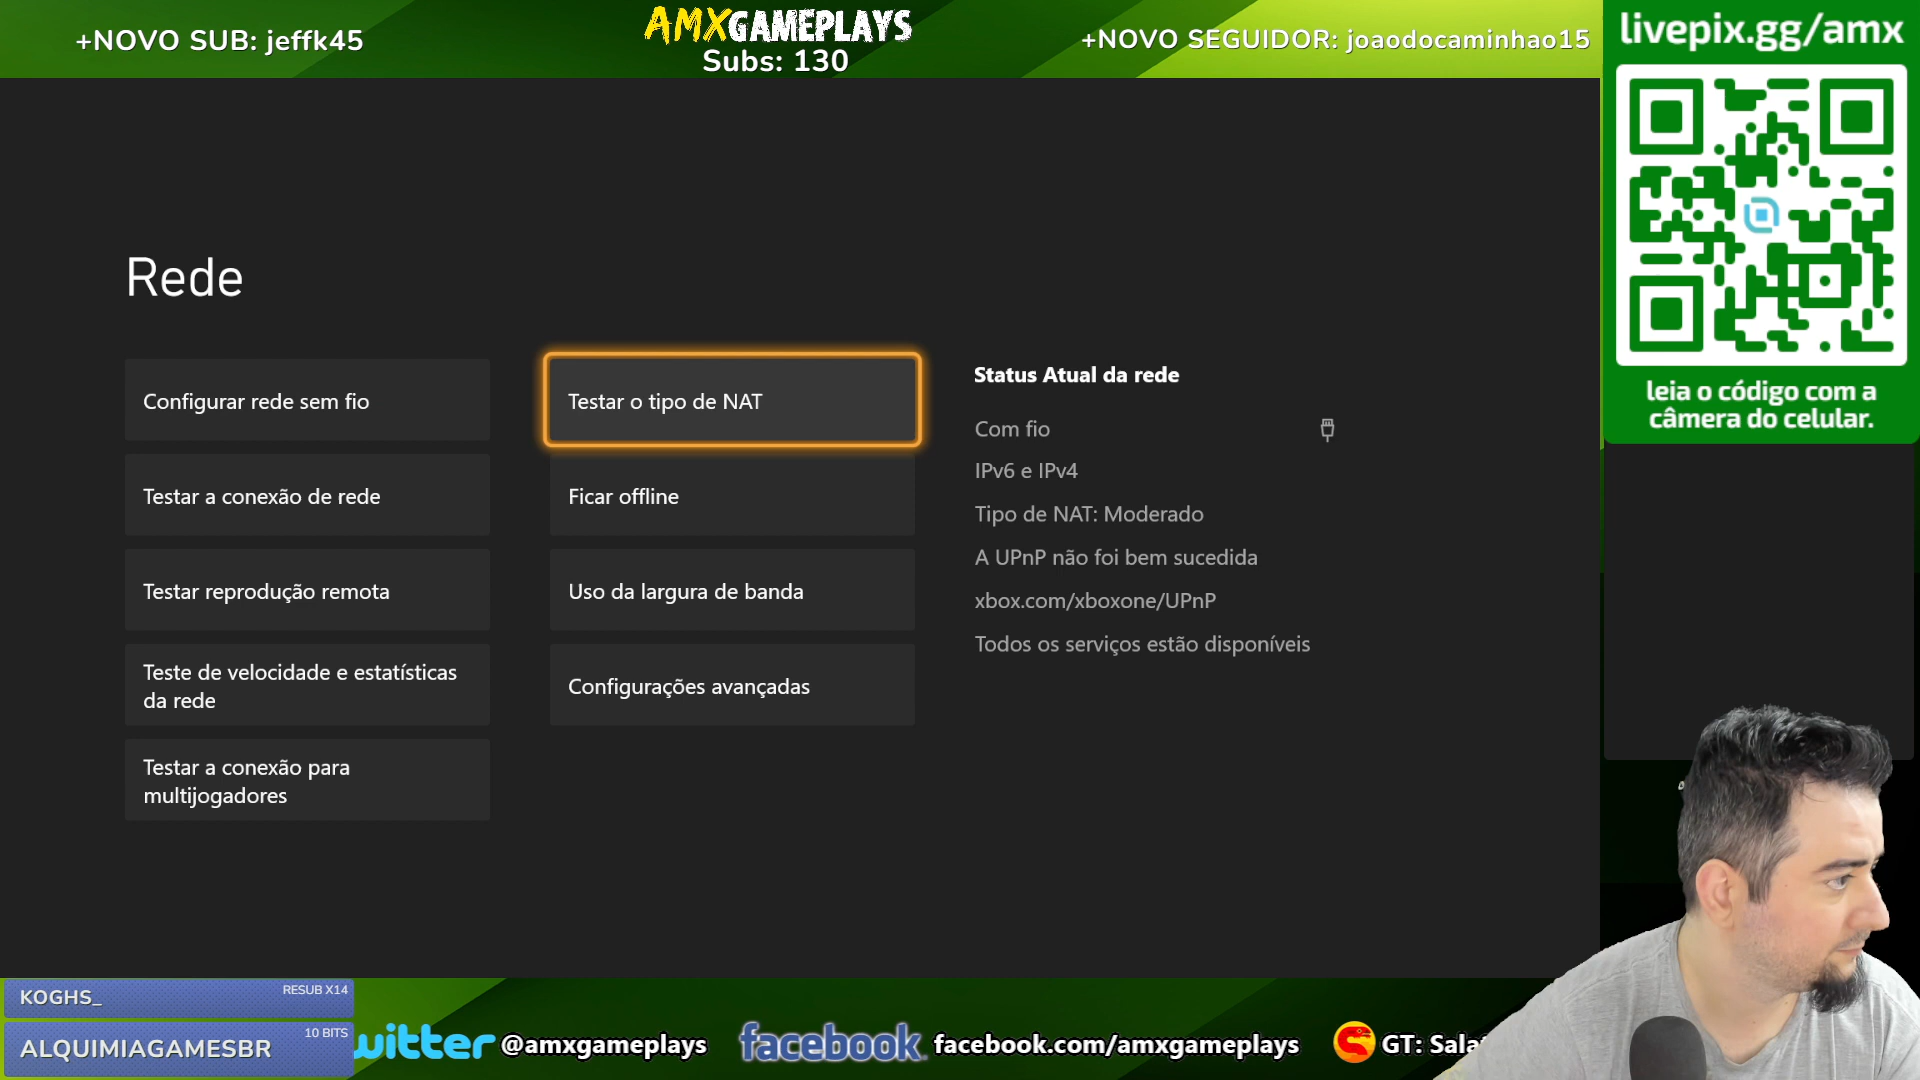 +NOVO SUB: jeffk45
AMXGAMEPLAYS
Subs: 130
+NOVO SEGUIDOR: joaodocaminhao15
livepix.gg/amx
leia o código com a
câmera do celular.
Rede
Configurar rede sem fio
Testar a conexão de rede
Testar reprodução remota
Teste de velocidade e estatísticas
da rede
Testar a conexão para
multijogadores
Testar o tipo de NAT
Ficar offline
Uso da largura de banda
Configurações avançadas
Status Atual da rede
Com fio
IPv6 e IPv4
Tipo de NAT: Moderado
A UPnP não foi bem sucedida
xbox.com/xboxone/UPnP
Todos os serviços estão disponíveis
KOGHS_
RESUB X14
ALQUIMIAGAMESBR
10 BITS
twitter @amxgameplays
facebook facebook.com/amxgameplays
GT: